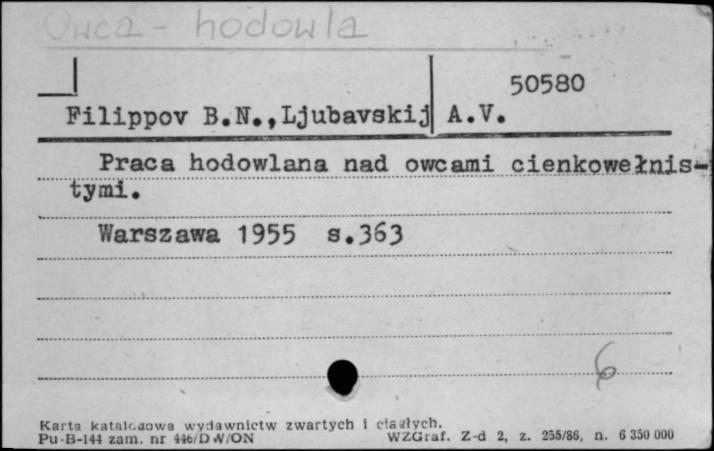 Owca - hodowla
50580
Filippov B.N.,Ljubavskij A.V.
Praca hodowlana nad owcami cienkowełnis-
tymi.
Warszawa 1955 s.363
6
Karta katalogowa wydawnictw zwartych i ciągłych.
Pu-B-144 zam. nr 446/DW/ON WZGraf. Z-d 2, z. 255/86, n. 6 350 000